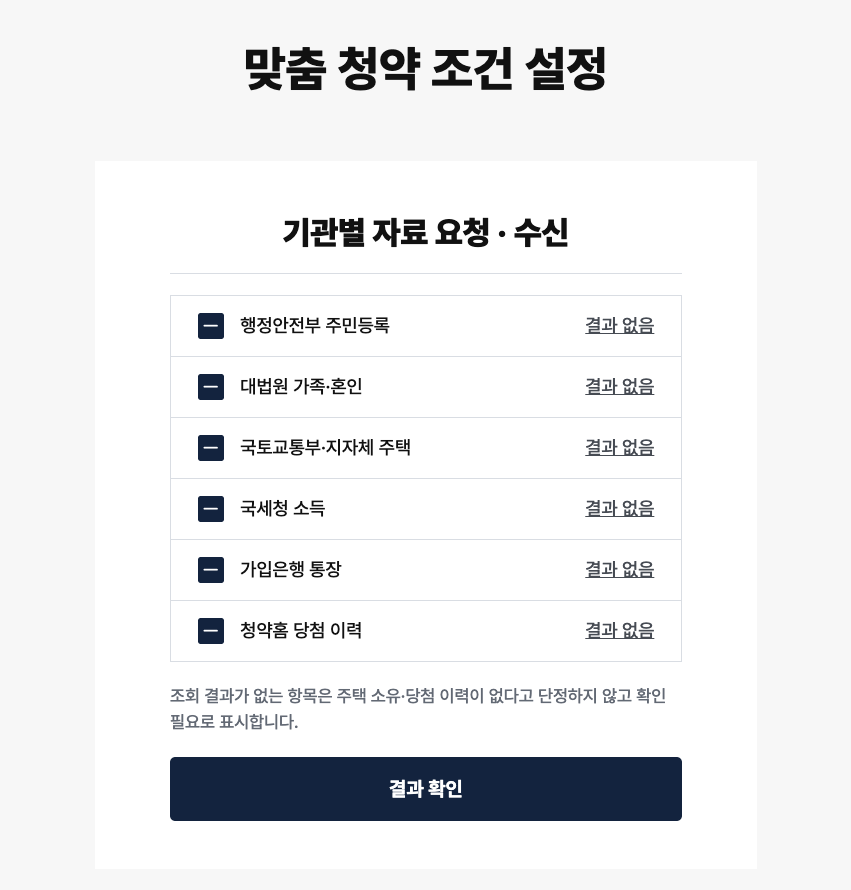 맞춤 청약 조건 설정
기관별 자료 요청 · 수신
행정안전부 주민등록 결과 없음
대법원 가족·혼인 결과 없음
국토교통부·지자체 주택 결과 없음
국세청 소득 결과 없음
가입은행 통장 결과 없음
청약홈 당첨 이력 결과 없음
조회 결과가 없는 항목은 주택 소유·당첨 이력이 없다고 단정하지 않고 확인
필요로 표시합니다.
결과 확인